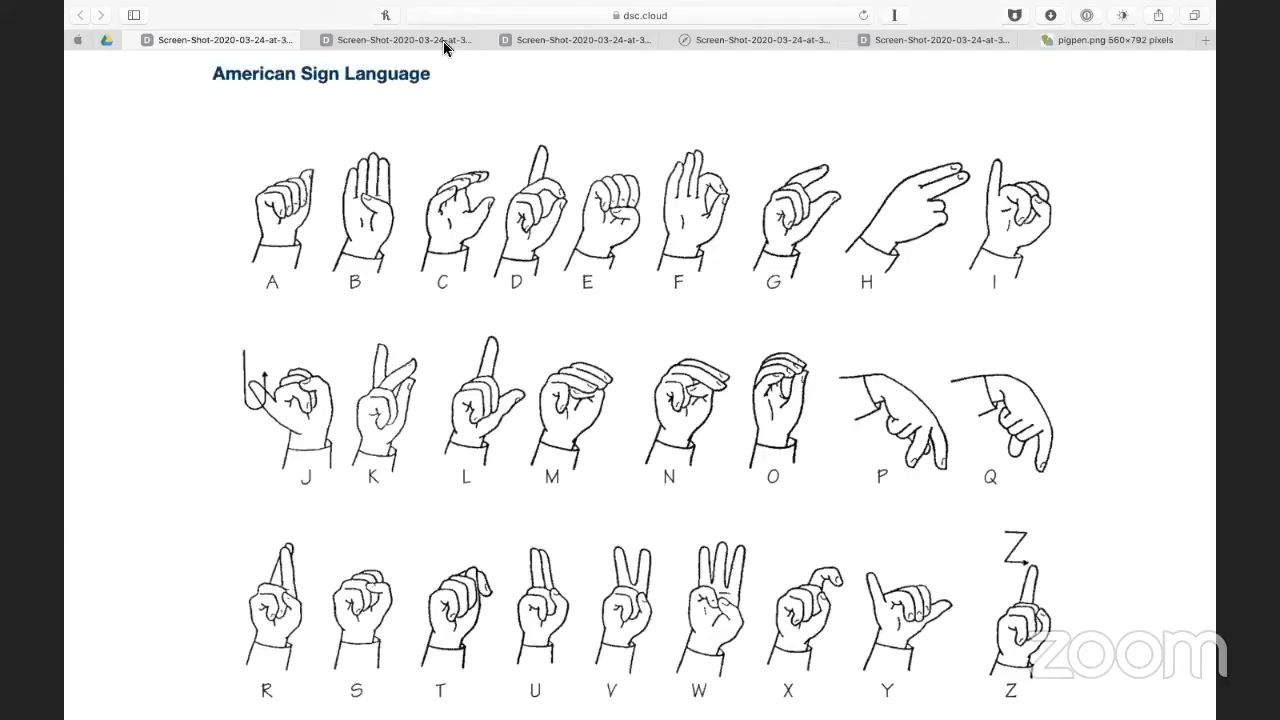 dsc.cloud
Screen-Shot-2020-03-24-at-3... Screen-Shot-2020-03-24-at-3... Screen-Shot-2020-03-24-at-3... Screen-Shot-2020-03-24-at-3... Screen-Shot-2020-03-24-at-3... pigpen.png 560×792 pixels
American Sign Language
A B C D E F G H I
J K L M N O P Q
Z
R S T U V W X Y Z
zoom